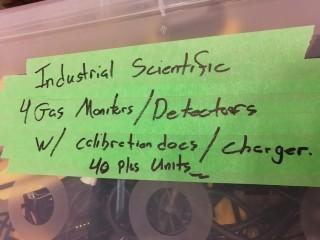 Industrial Scientific
4 Gas Monitors/Detectors
w/ calibration docs/charger.
40 plus units